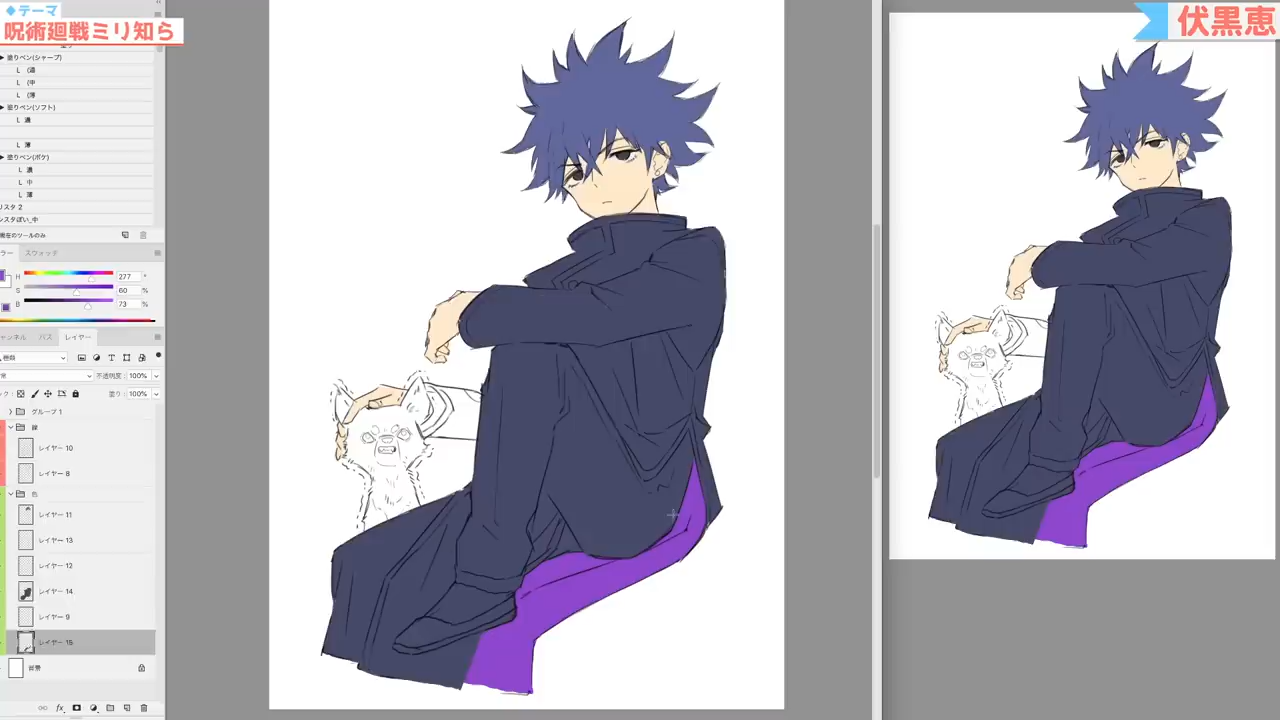 ◆テーマ
呪術廻戦ミリ知ら
伏黒恵
塗りペン(シャープ)
L (濃
L (中
L (薄
塗りペン(ソフト)
L 濃
L 薄
塗りペン(ボケ)
L 濃
L 中
L 薄
リスタ 2
シスタぽい_中
現在のツールのみ
ラー スウォッチ
H 277 °
S 60 %
73 %
ャンネル パス レイヤー
不透明度: 100%
塗り: 100%
グループ 1
線
レイヤー 10
レイヤー 8
色
レイヤー 11
レイヤー 13
レイヤー 12
レイヤー 14
レイヤー 9
レイヤー 15
背景
fx